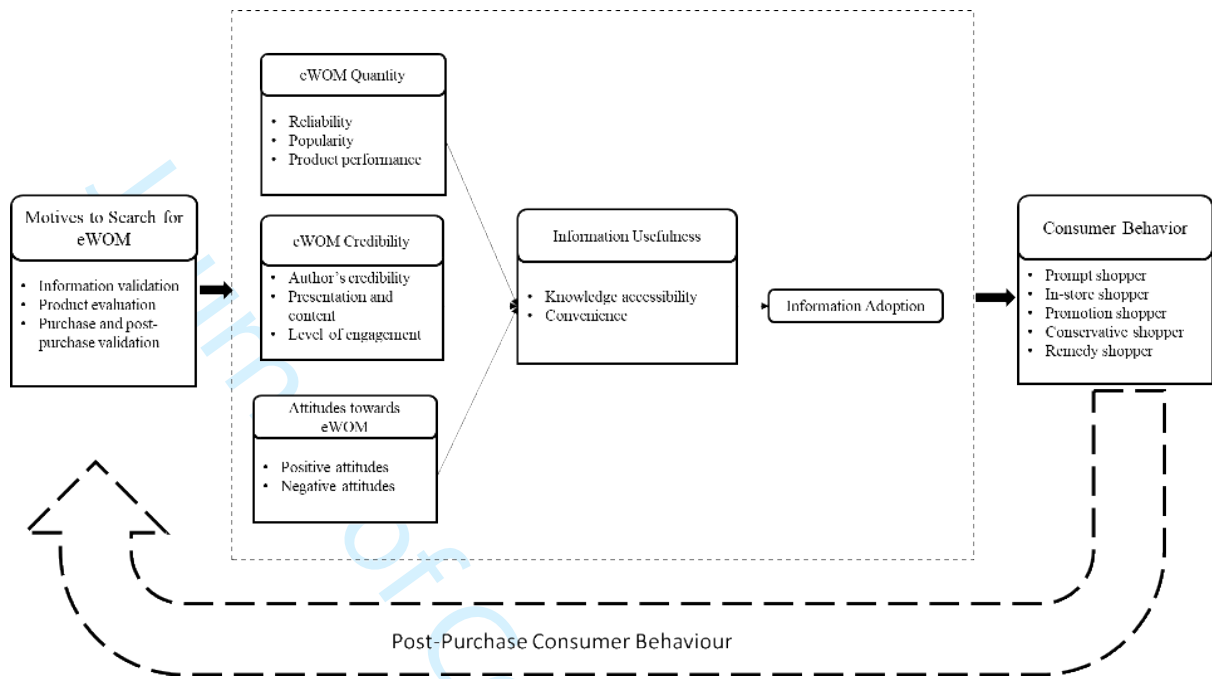 eWOM Quantity
• Reliability
• Popularity
• Product performance
Motives to Search for
eWOM
• Information validation
• Product evaluation
• Purchase and post-
purchase validation
eWOM Credibility
• Author's credibility
• Presentation and
content
• Level of engagement
Attitudes towards
eWOM
• Positive attitudes
• Negative attitudes
Information Usefulness
• Knowledge accessibility
• Convenience
Information Adoption
Consumer Behavior
• Prompt shopper
• In-store shopper
• Promotion shopper
• Conservative shopper
• Remedy shopper
Post-Purchase Consumer Behaviour